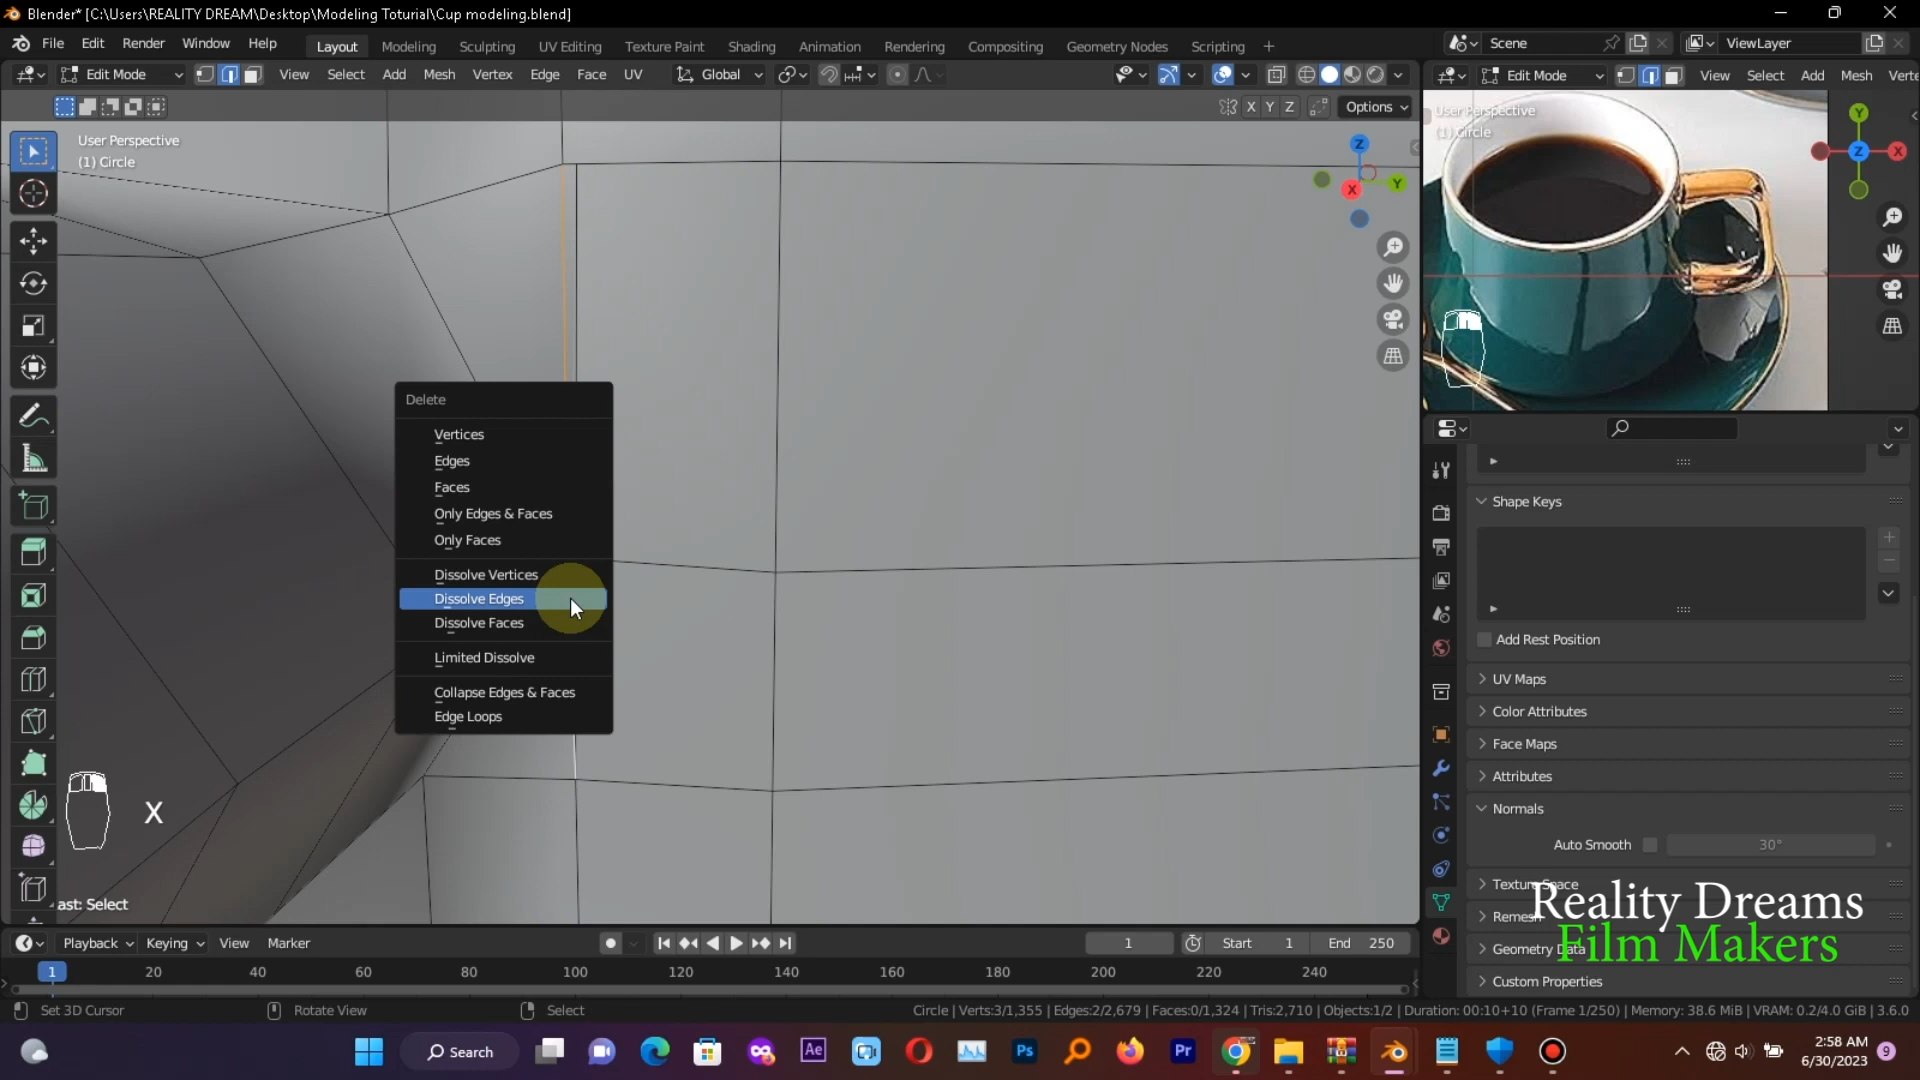 Blender* [C:\Users\REALITY DREAM\Desktop\Modeling Toturial\Cup modeling.blend]
File Edit Render Window Help Layout Modeling Sculpting UV Editing Texture Paint Shading Animation Rendering Geometry Nodes Scripting + Scene ViewLayer
Edit Mode View Select Add Mesh Vertex Edge Face UV Global Edit Mode View Select Add Mesh Verte
X Y Z Options
User Perspective
(1) Circle
User Perspective
(1) Circle
Z
Y
X
Y
Z
X
Delete
Vertices
Edges
Faces
Only Edges & Faces
Only Faces
Dissolve Vertices
Dissolve Edges
Dissolve Faces
Limited Dissolve
Collapse Edges & Faces
Edge Loops
X
ast: Select
Shape Keys
Add Rest Position
UV Maps
Color Attributes
Face Maps
Attributes
Normals
Auto Smooth 30°
Texture Space
Remesh
Geometry Data
Custom Properties
Reality Dreams
Film Makers
Playback Keying View Marker 1 Start 1 End 250
1 20 40 60 80 100 120 140 160 180 200 220 240
Set 3D Cursor Rotate View Select Circle | Verts:3/1,355 | Edges:2/2,679 | Faces:0/1,324 | Tris:2,710 | Objects:1/2 | Duration: 00:10+10 (Frame 1/250) | Memory: 38.6 MiB | VRAM: 0.2/4.0 GiB | 3.6.0
Search Ae Ps Pr 2:58 AM
6/30/2023 9